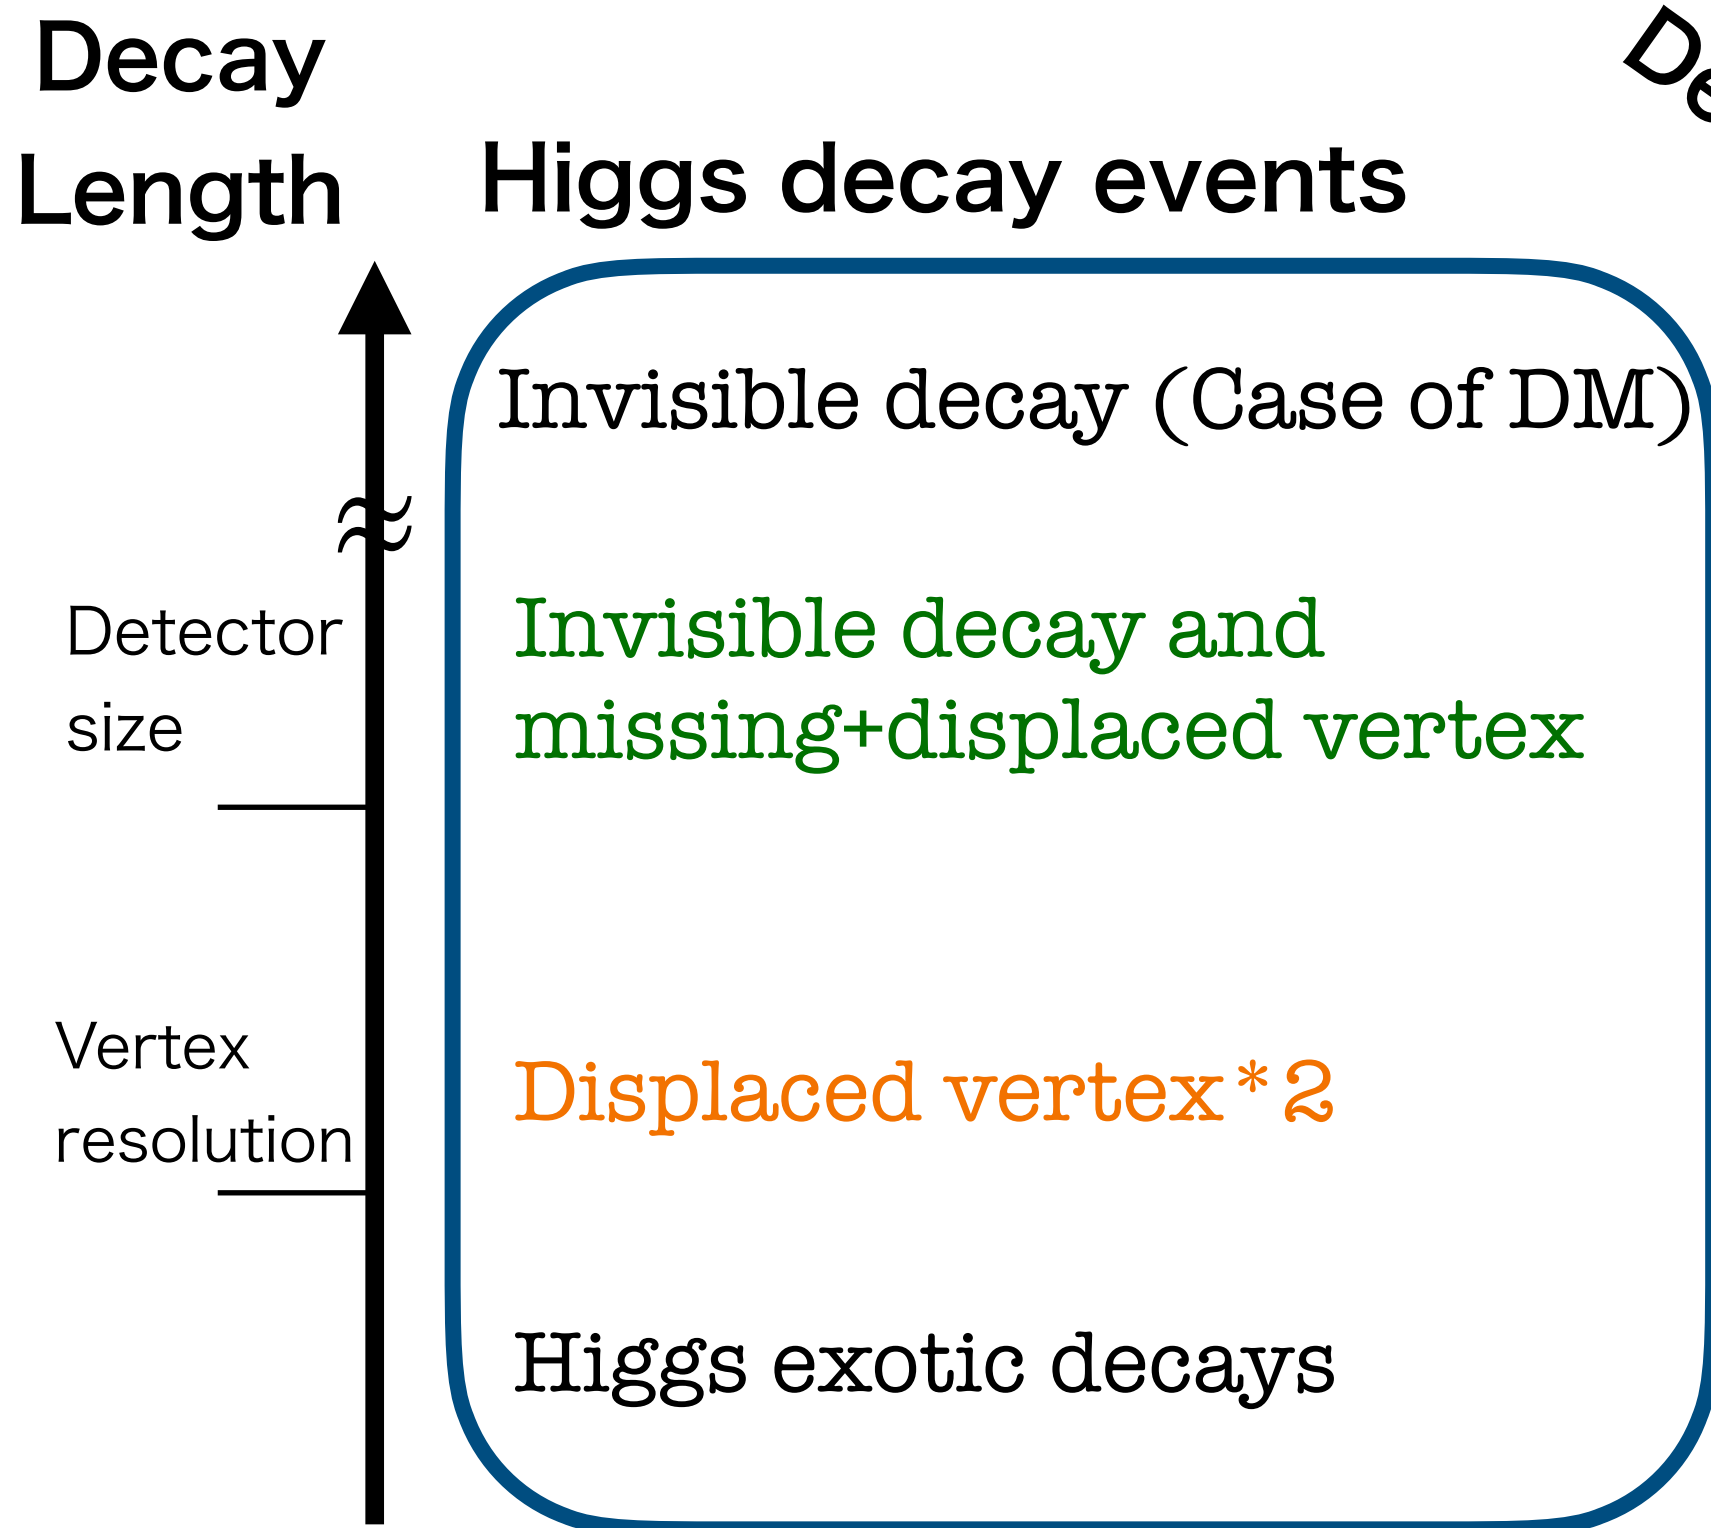 Decay
Length
Higgs decay events
Invisible decay (Case of DM)
≈
Detector
size
Invisible decay and
missing+displaced vertex
Vertex
resolution
Displaced vertex*2
Higgs exotic decays